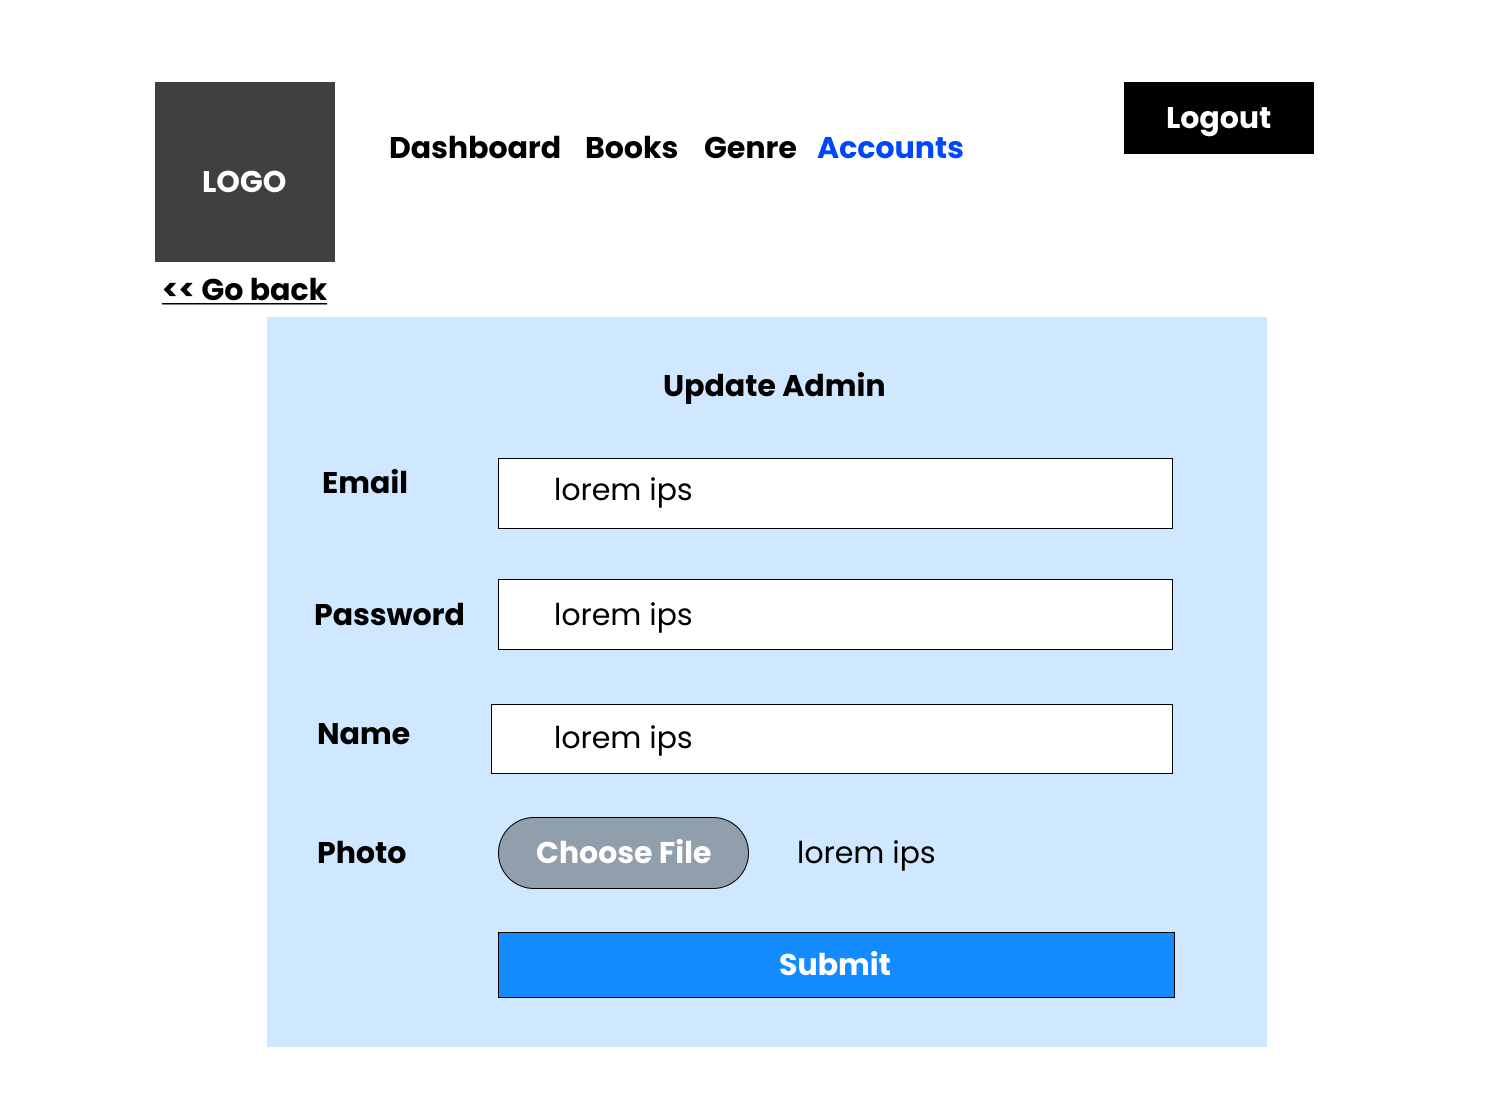 LOGO
Dashboard Books Genre Accounts
Logout
<< Go back
Update Admin
Email lorem ips
Password lorem ips
Name lorem ips
Photo Choose File lorem ips
Submit